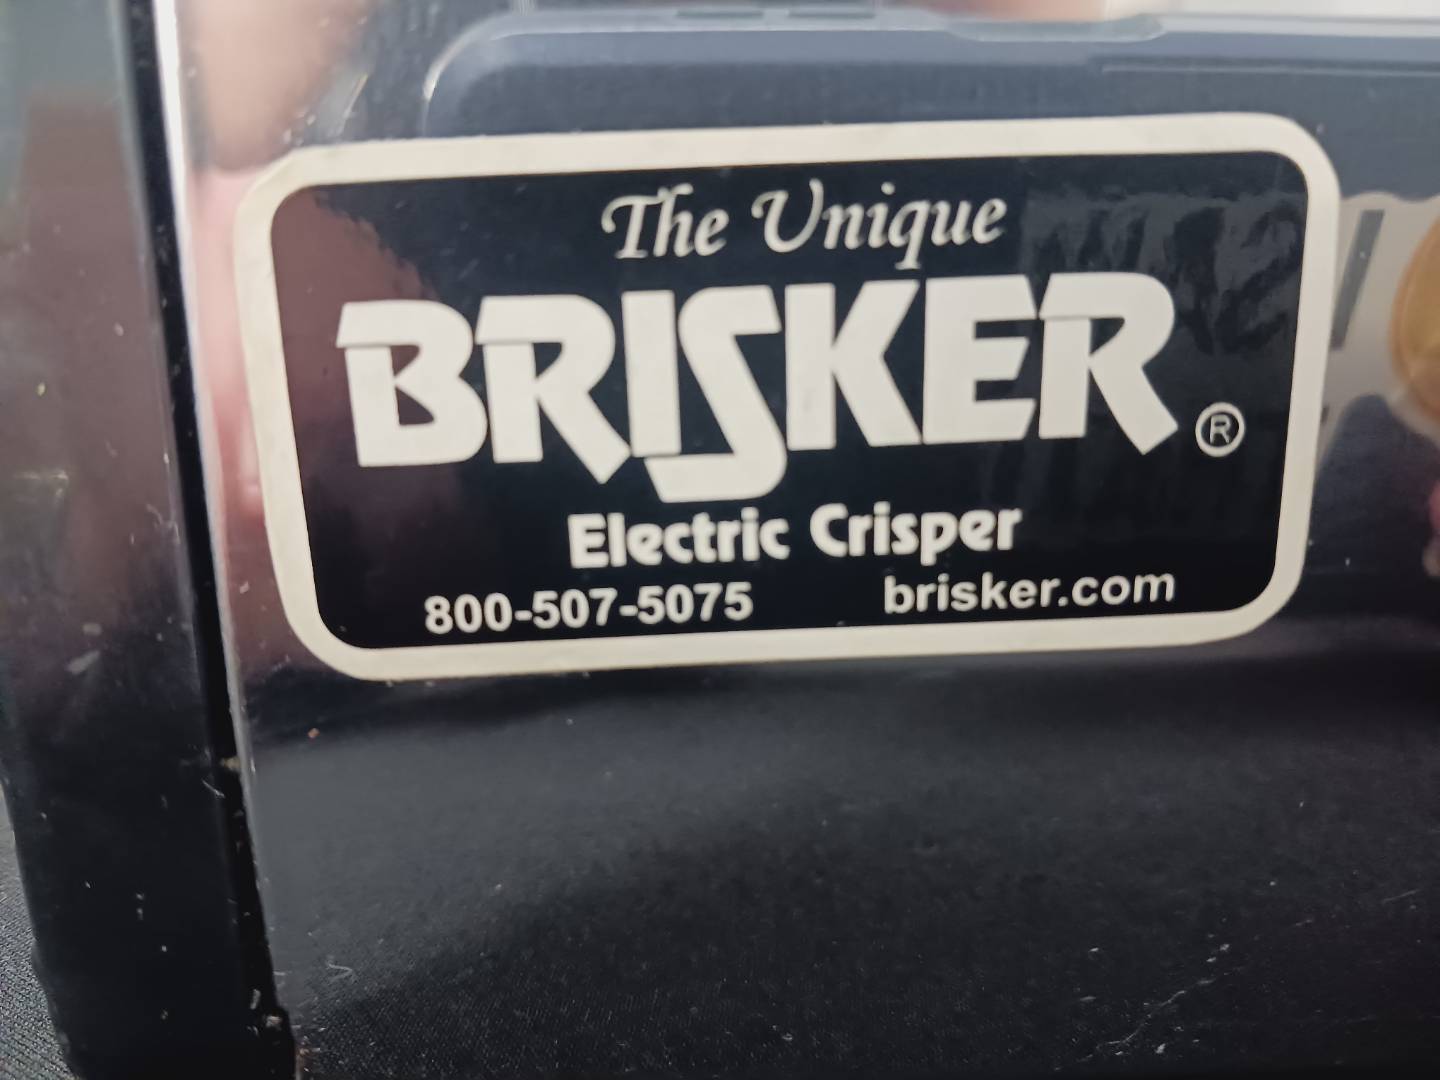 The Unique
BRISKER®
Electric Crisper
800-507-5075 brisker.com